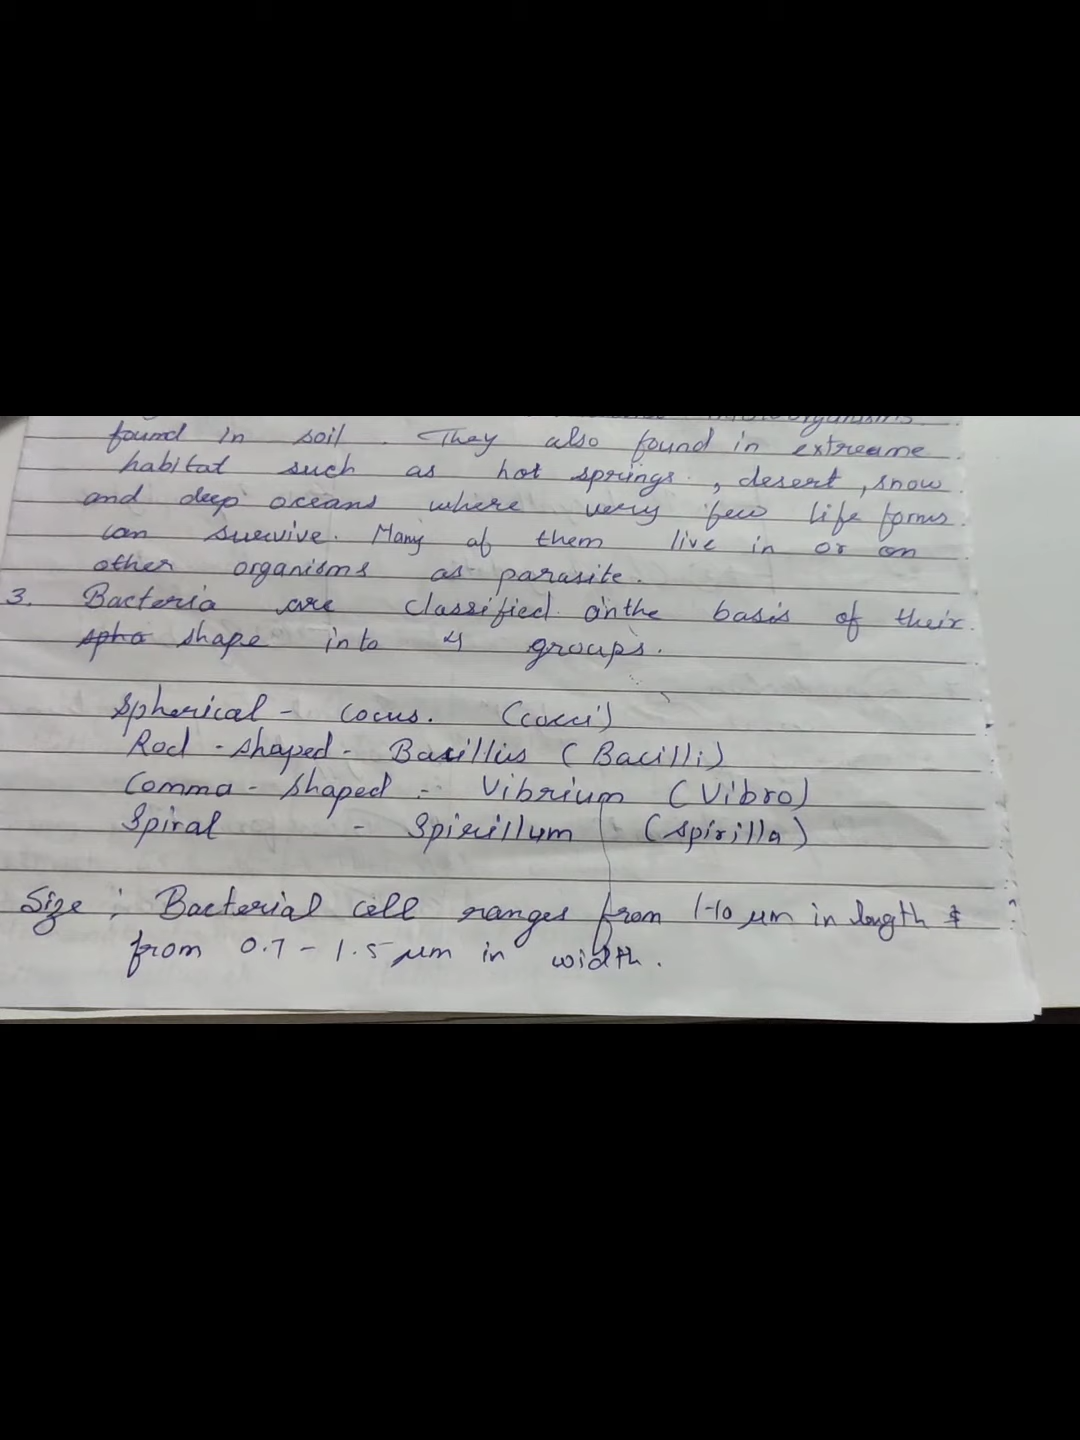 microorganisms
found in soil. They also found in extreame
habitat such as hot springs, desert, snow
and deep oceans where very few life forms
can survive. Many of them live in or on
other organisms as parasite.
3. Bacteria are classified on the basis of their
spho shape into 4 groups.
Spherical - cocus. (cocci)
Rod - shaped - Bacillus (Bacilli)
Comma - shaped - Vibrium (Vibro)
Spiral - Spirillum (spirilla)
Size : Bacterial cell ranges from 1-10 µm in length &
from 0.7 - 1.5 µm in width.